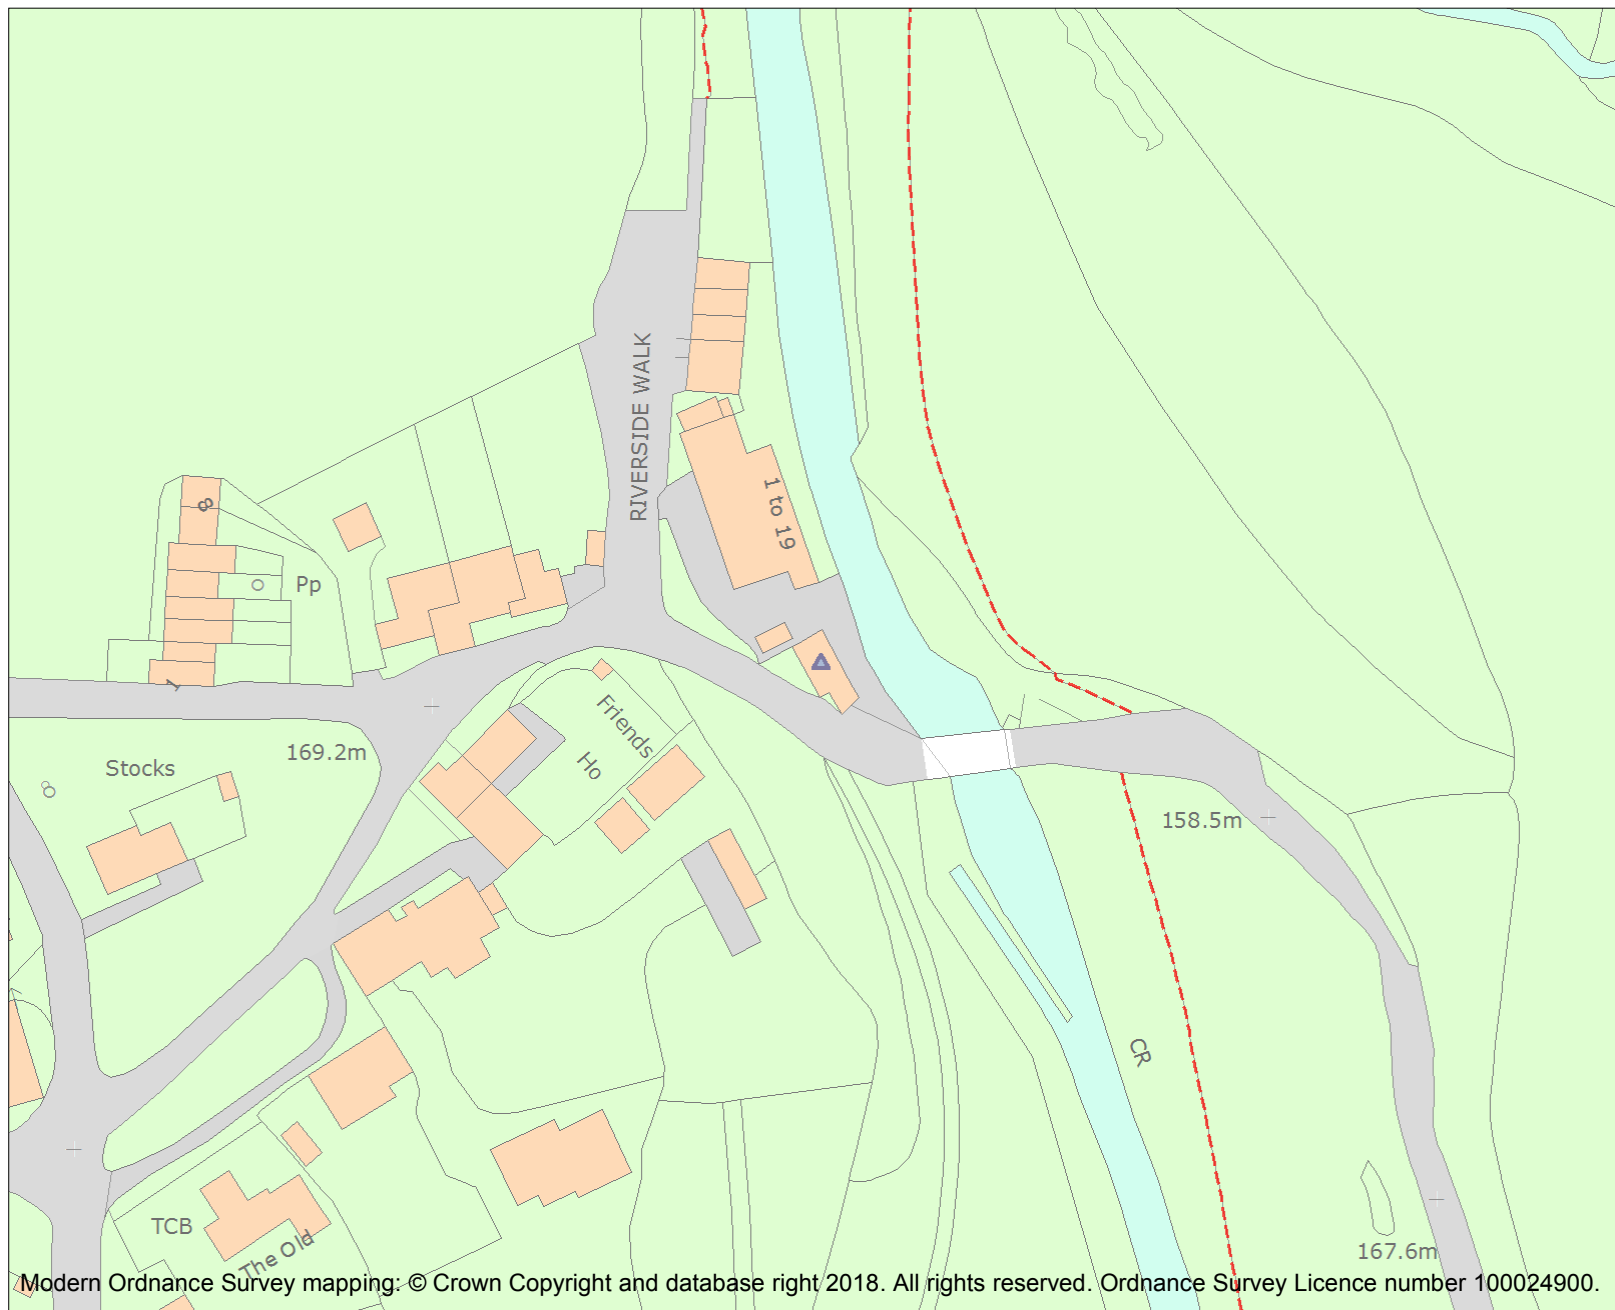 RIVERSIDE WALK
1 to 19
8
Pp
1
Friends
Ho
169.2m
Stocks
158.5m
CR
TCB
The Old
167.6m
Modern Ordnance Survey mapping: © Crown Copyright and database right 2018. All rights reserved. Ordnance Survey Licence number 100024900.